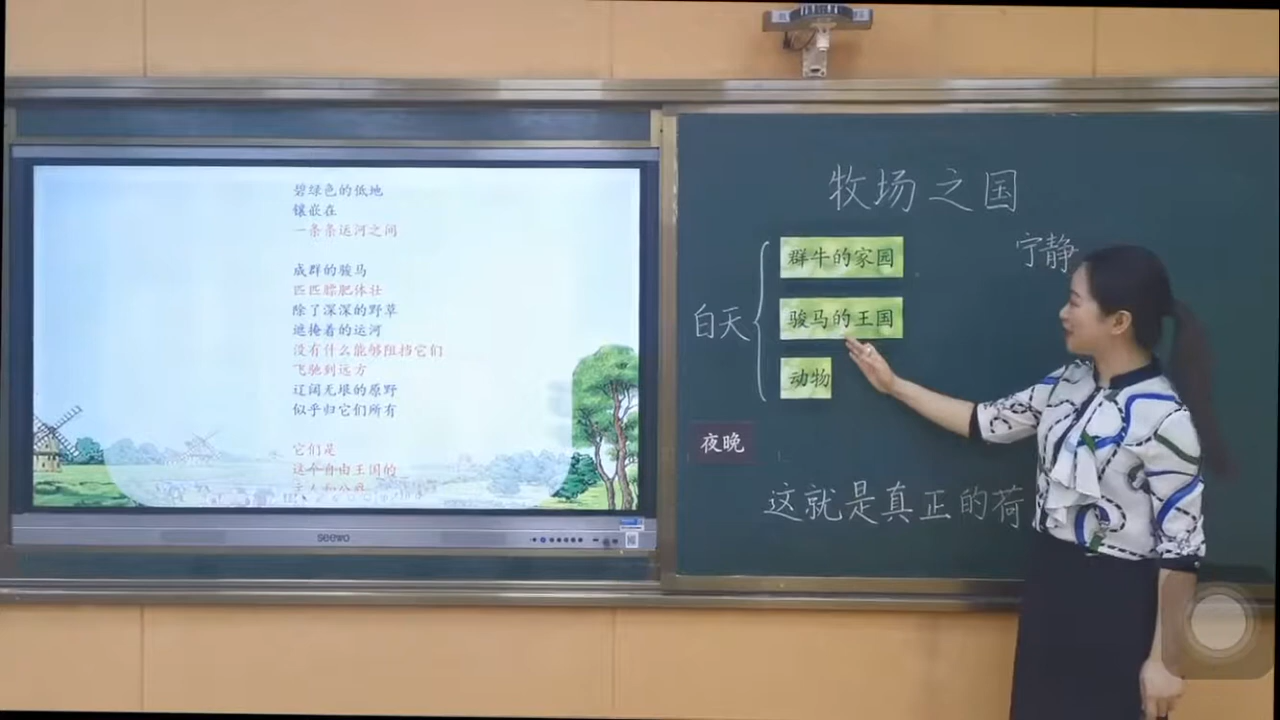 碧绿色的低地
镶嵌在
一条条运河之间
成群的骏马
匹匹膘肥体壮
除了深深的野草
遮掩着的运河
没有什么能够阻挡它们
飞驰到远方
辽阔无垠的原野
似乎归它们所有
它们是
这个自由王国的
主人和公爵
seewo
牧场之国
宁静
白天
群牛的家园
骏马的王国
动物
夜晚
这就是真正的荷